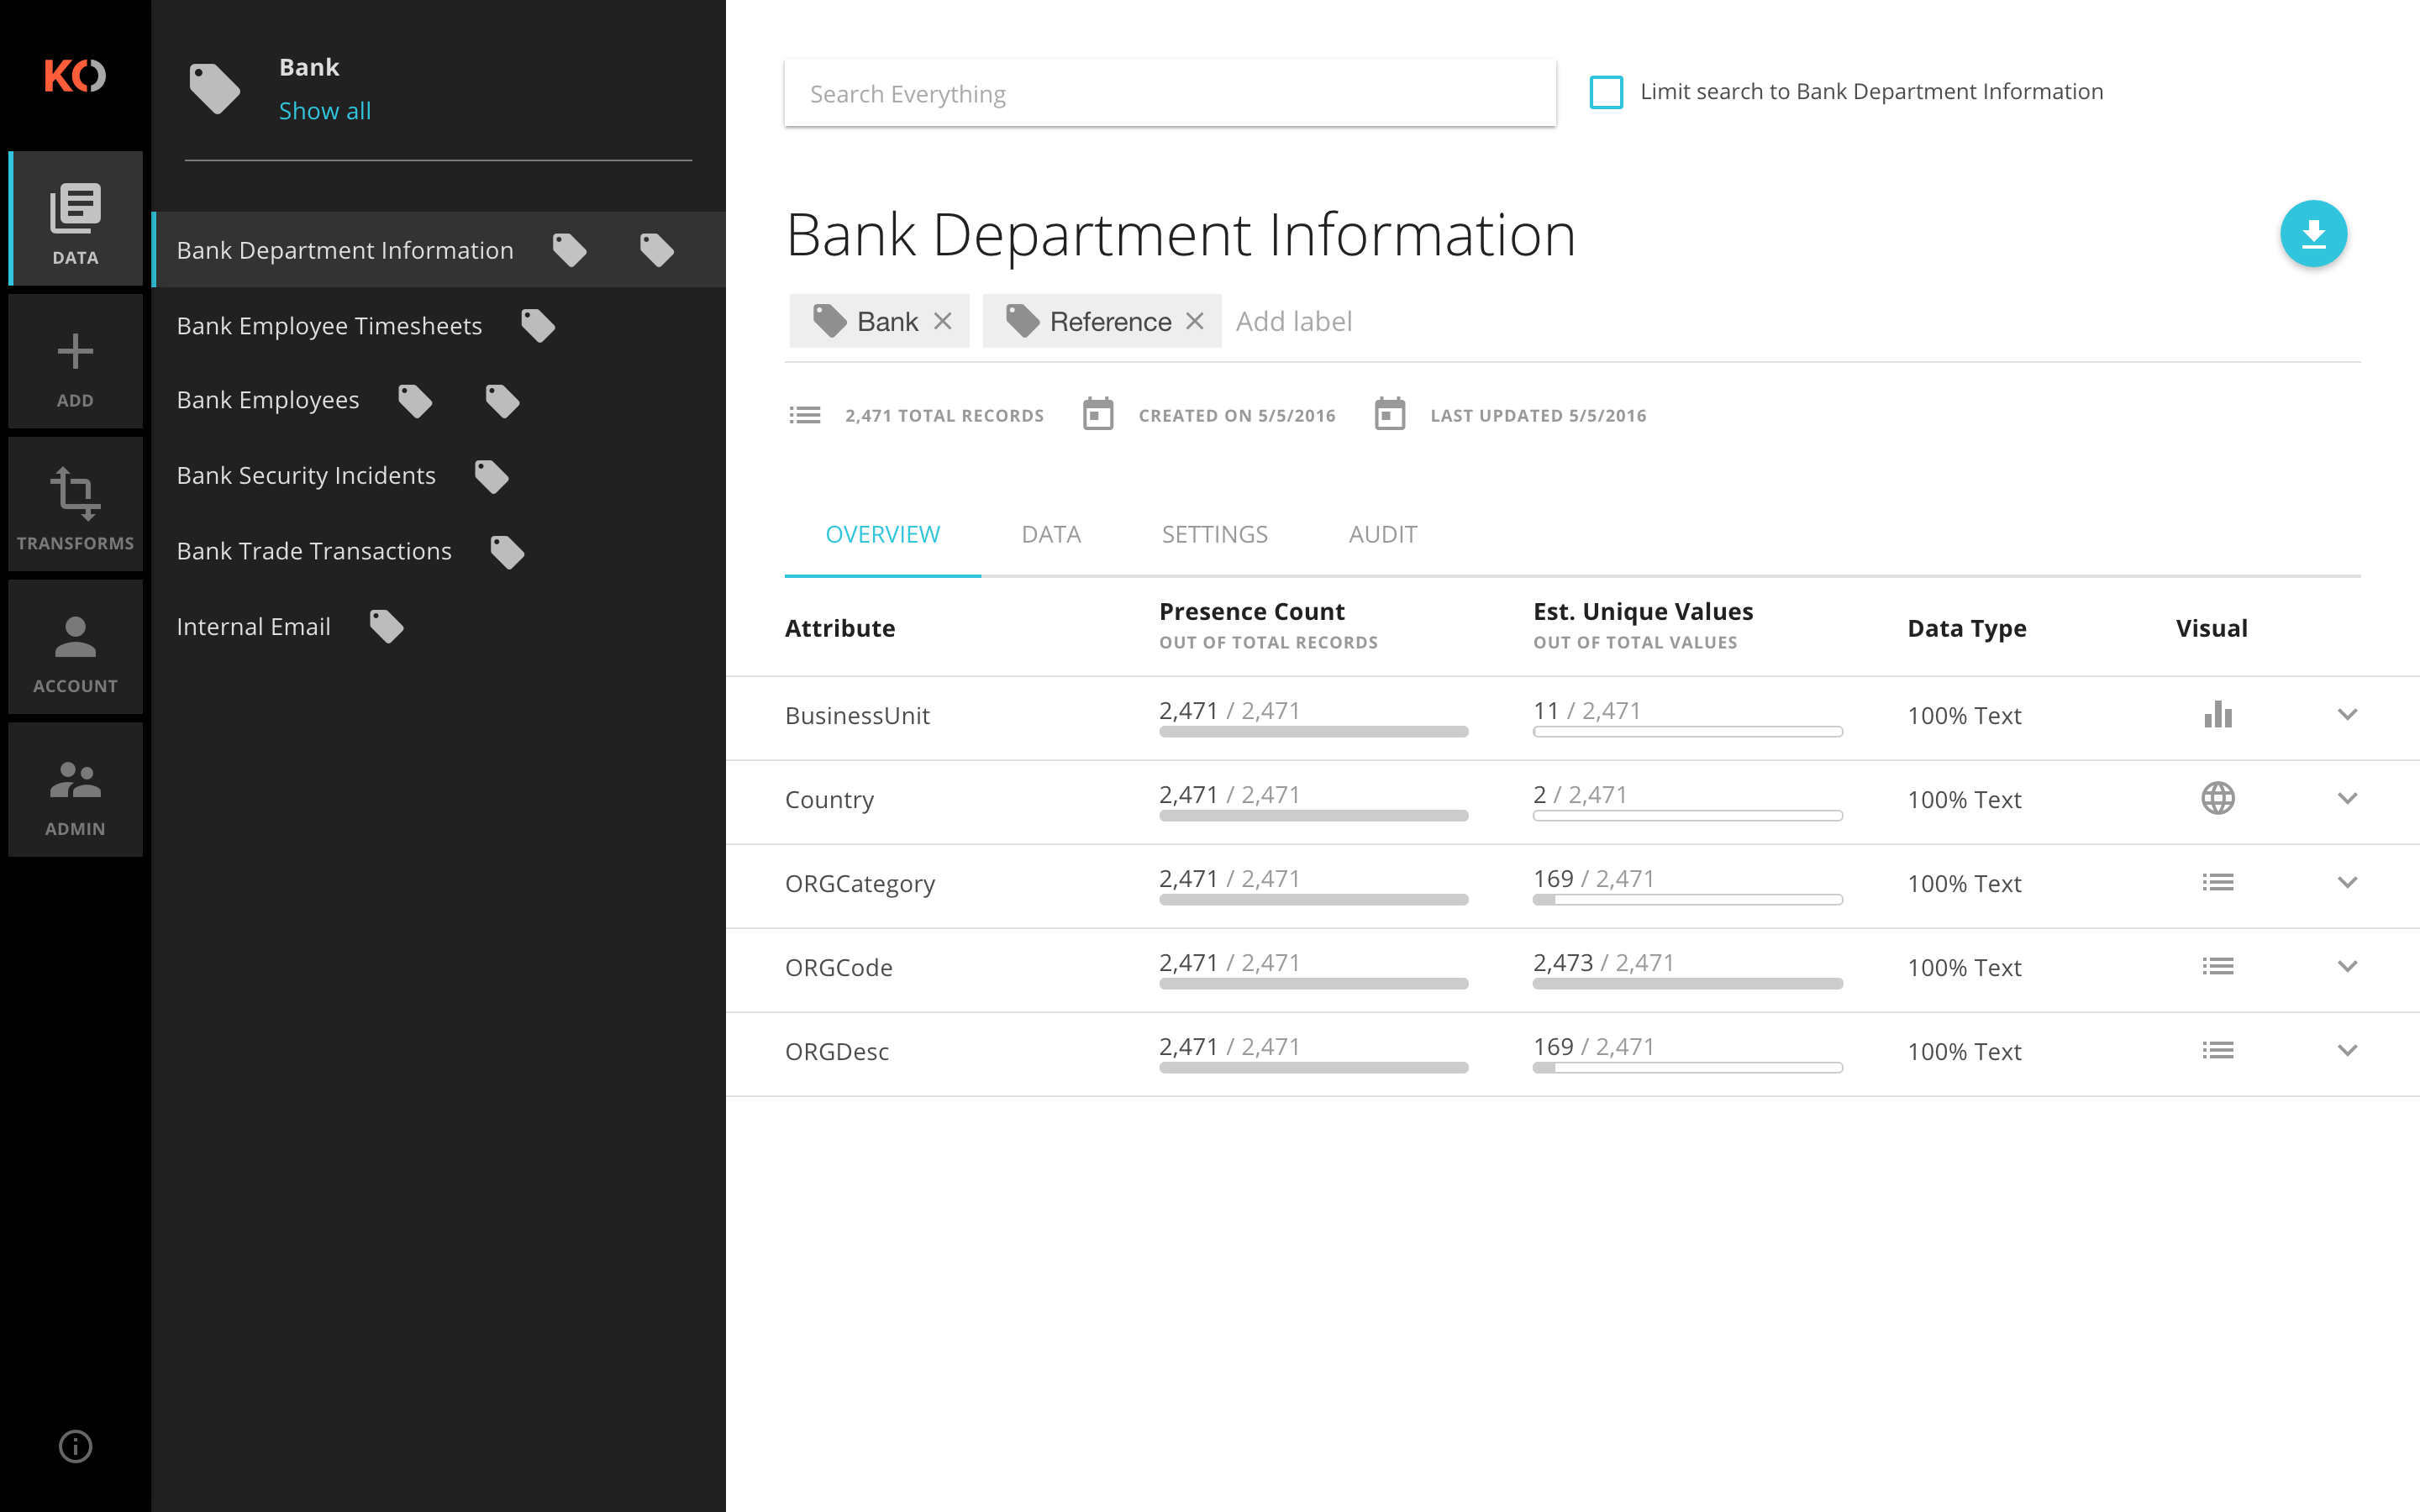 KO
DATA
ADD
TRANSFORMS
ACCOUNT
ADMIN
Bank
Show all
Bank Department Information
Bank Employee Timesheets
Bank Employees
Bank Security Incidents
Bank Trade Transactions
Internal Email
Search Everything
Limit search to Bank Department Information
Bank Department Information
Bank Reference Add label
2,471 TOTAL RECORDS CREATED ON 5/5/2016 LAST UPDATED 5/5/2016
OVERVIEW DATA SETTINGS AUDIT
Attribute Presence Count Est. Unique Values Data Type Visual
OUT OF TOTAL RECORDS OUT OF TOTAL VALUES
BusinessUnit 2,471 / 2,471 11 / 2,471 100% Text
Country 2,471 / 2,471 2 / 2,471 100% Text
ORGCategory 2,471 / 2,471 169 / 2,471 100% Text
ORGCode 2,471 / 2,471 2,473 / 2,471 100% Text
ORGDesc 2,471 / 2,471 169 / 2,471 100% Text